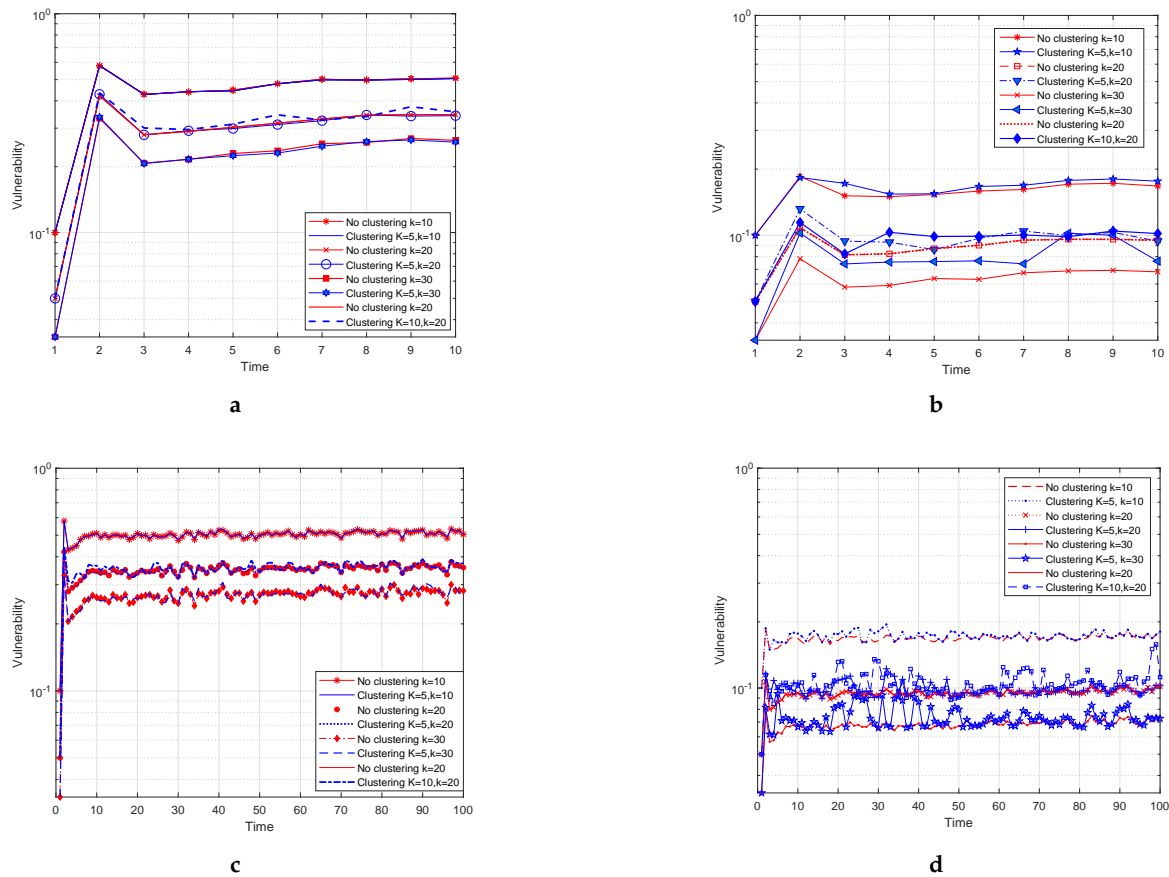 10^0
10^-1
Vulnerability
1 2 3 4 5 6 7 8 9 10
Time
No clustering k=10
Clustering K=5,k=10
No clustering k=20
Clustering K=5,k=20
No clustering k=30
Clustering K=5,k=30
No clustering k=20
Clustering K=10,k=20
a
10^0
10^-1
Vulnerability
1 2 3 4 5 6 7 8 9 10
Time
No clustering k=10
Clustering K=5,k=10
No clustering k=20
Clustering K=5,k=20
No clustering k=30
Clustering K=5,k=30
No clustering k=20
Clustering K=10,k=20
b
10^0
10^-1
Vulnerability
0 10 20 30 40 50 60 70 80 90 100
Time
No clustering k=10
Clustering K=5,k=10
No clustering k=20
Clustering K=5,k=20
No clustering k=30
Clustering K=5,k=30
No clustering k=20
Clustering K=10,k=20
c
10^0
10^-1
Vulnerability
0 10 20 30 40 50 60 70 80 90 100
Time
No clustering k=10
Clustering K=5, k=10
No clustering k=20
Clustering K=5,k=20
No clustering k=30
Clustering K=5, k=30
No clustering k=20
Clustering K=10,k=20
d